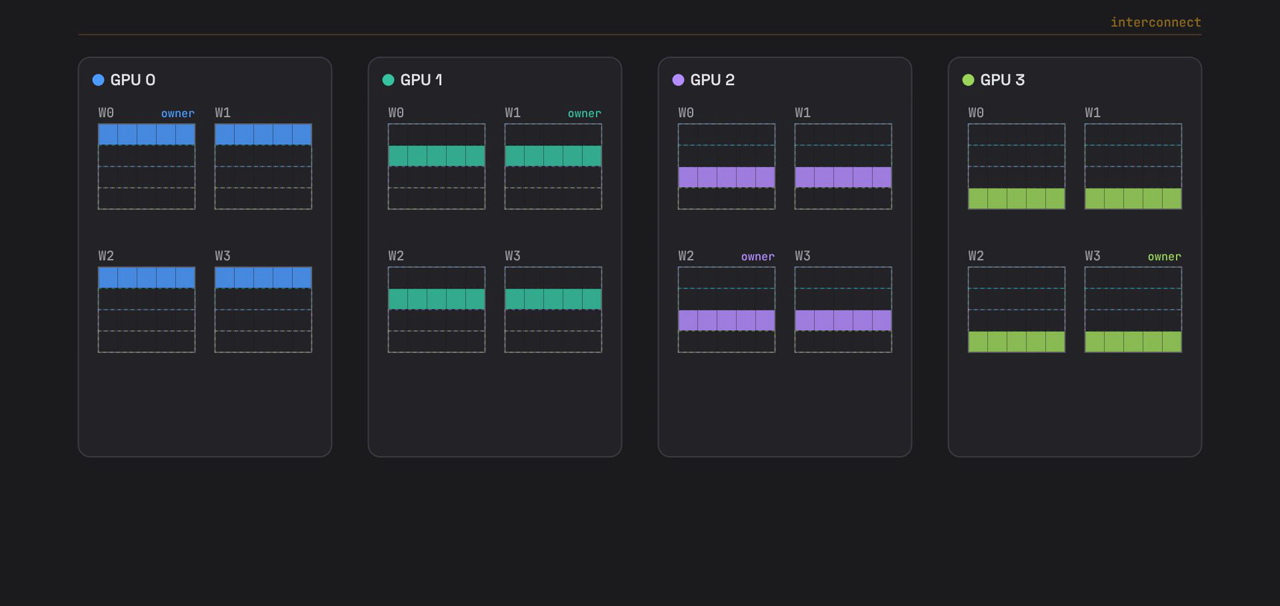 interconnect
GPU 0
W0 owner W1
W2 W3
GPU 1
W0 W1 owner
W2 W3
GPU 2
W0 W1
W2 owner W3
GPU 3
W0 W1
W2 W3 owner